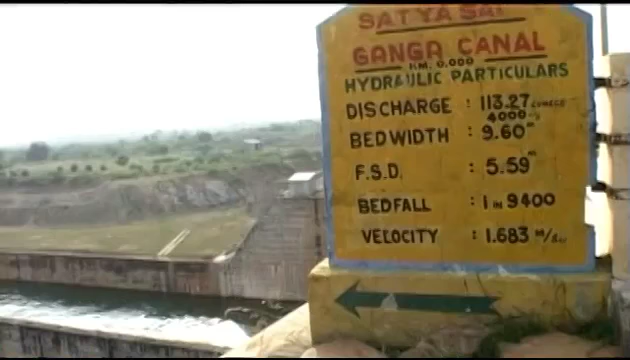 SATYA SAI
GANGA CANAL
KM. 0.000
HYDRAULIC PARTICULARS
DISCHARGE : 113.27 CUMECS
4000 C/S
BEDWIDTH : 9.60 M
F.S.D. : 5.59 M
BEDFALL : 1 IN 9400
VELOCITY : 1.683 M/SEC